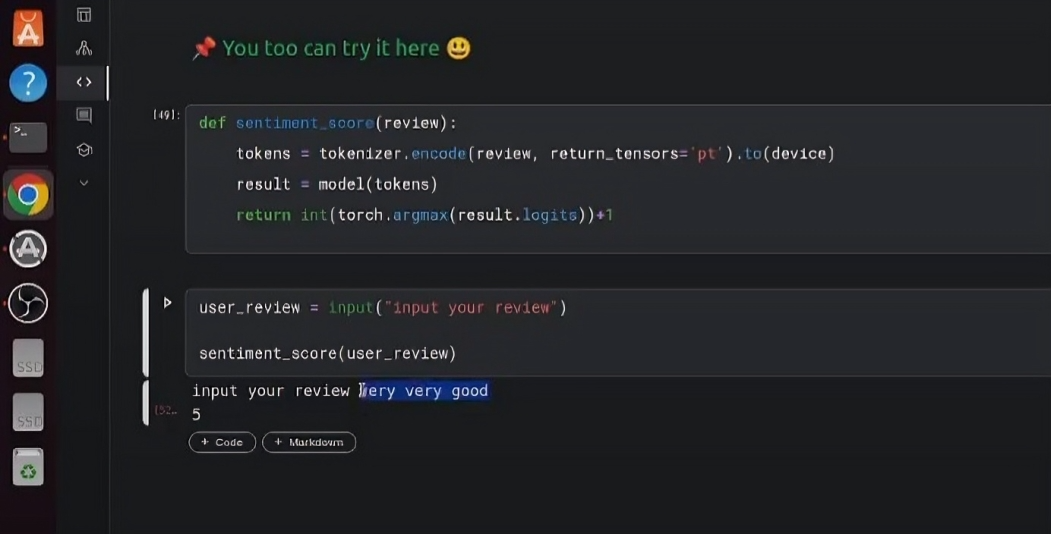 📌 You too can try it here 😃
[49]:
def sentiment_score(review):
    tokens = tokenizer.encode(review, return_tensors='pt').to(device)
    result = model(tokens)
    return int(torch.argmax(result.logits))+1
user_review = input("input your review")
sentiment_score(user_review)
input your review very very good
[52…
5
+ Code + Markdown
SSD
SSD